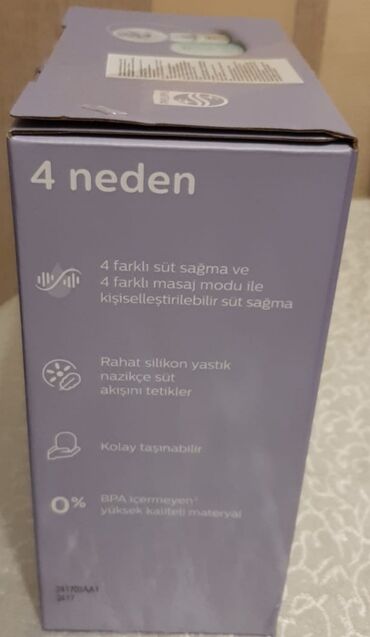 4 neden
4 farklı süt sağma ve
4 farklı masaj modu ile
kişiselleştirilebilir süt sağma
Rahat silikon yastık
nazikçe süt
akışını tetikler
Kolay taşınabilir
0% BPA içermeyen¹
yüksek kaliteli materyal